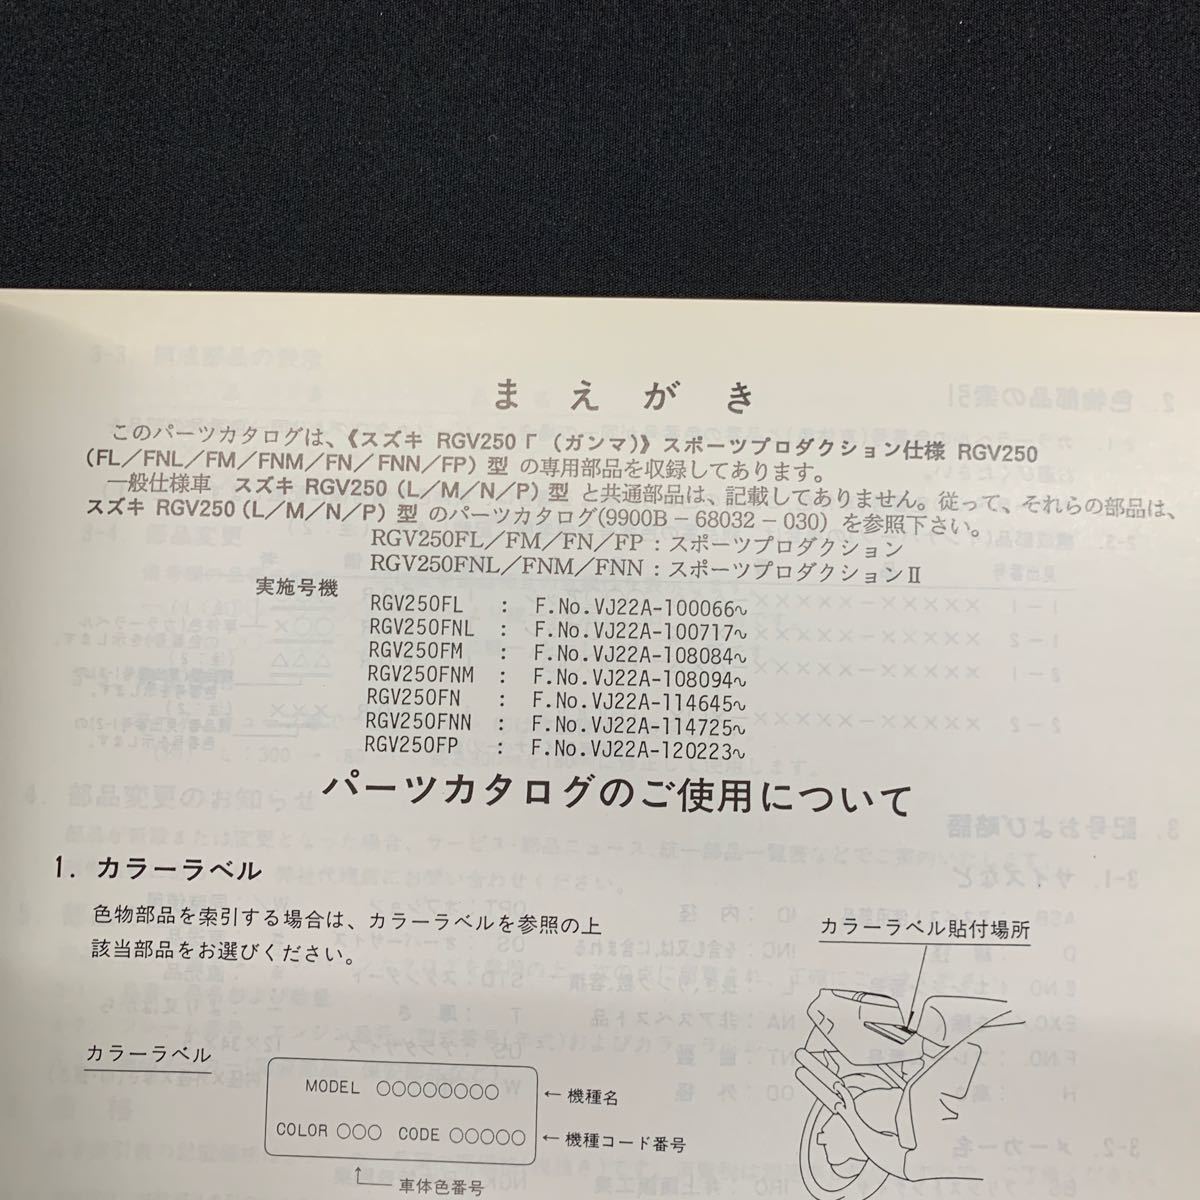 まえがき
このパーツカタログは、《スズキ RGV250Γ（ガンマ）》スポーツプロダクション仕様 RGV250
(FL／FNL／FM／FNM／FN／FNN／FP) 型 の専用部品を収録してあります。
一般仕様車 スズキ RGV250 (L／M／N／P) 型 と共通部品は、記載してありません。従って、それらの部品は、
スズキ RGV250 (L／M／N／P) 型 のパーツカタログ(9900B－68032－030) を参照下さい。
RGV250FL／FM／FN／FP：スポーツプロダクション
RGV250FNL／FNM／FNN：スポーツプロダクションⅡ
実施号機
RGV250FL : F.No.VJ22A-100066~
RGV250FNL : F.No.VJ22A-100717~
RGV250FM : F.No.VJ22A-108084~
RGV250FNM : F.No.VJ22A-108094~
RGV250FN : F.No.VJ22A-114645~
RGV250FNN : F.No.VJ22A-114725~
RGV250FP : F.No.VJ22A-120223~
パーツカタログのご使用について
1. カラーラベル
色物部品を索引する場合は、カラーラベルを参照の上
該当部品をお選びください。
カラーラベル貼付場所
カラーラベル
MODEL ○○○○○○○○
←機種名
COLOR ○○○ CODE ○○○○○
←機種コード番号
車体色番号